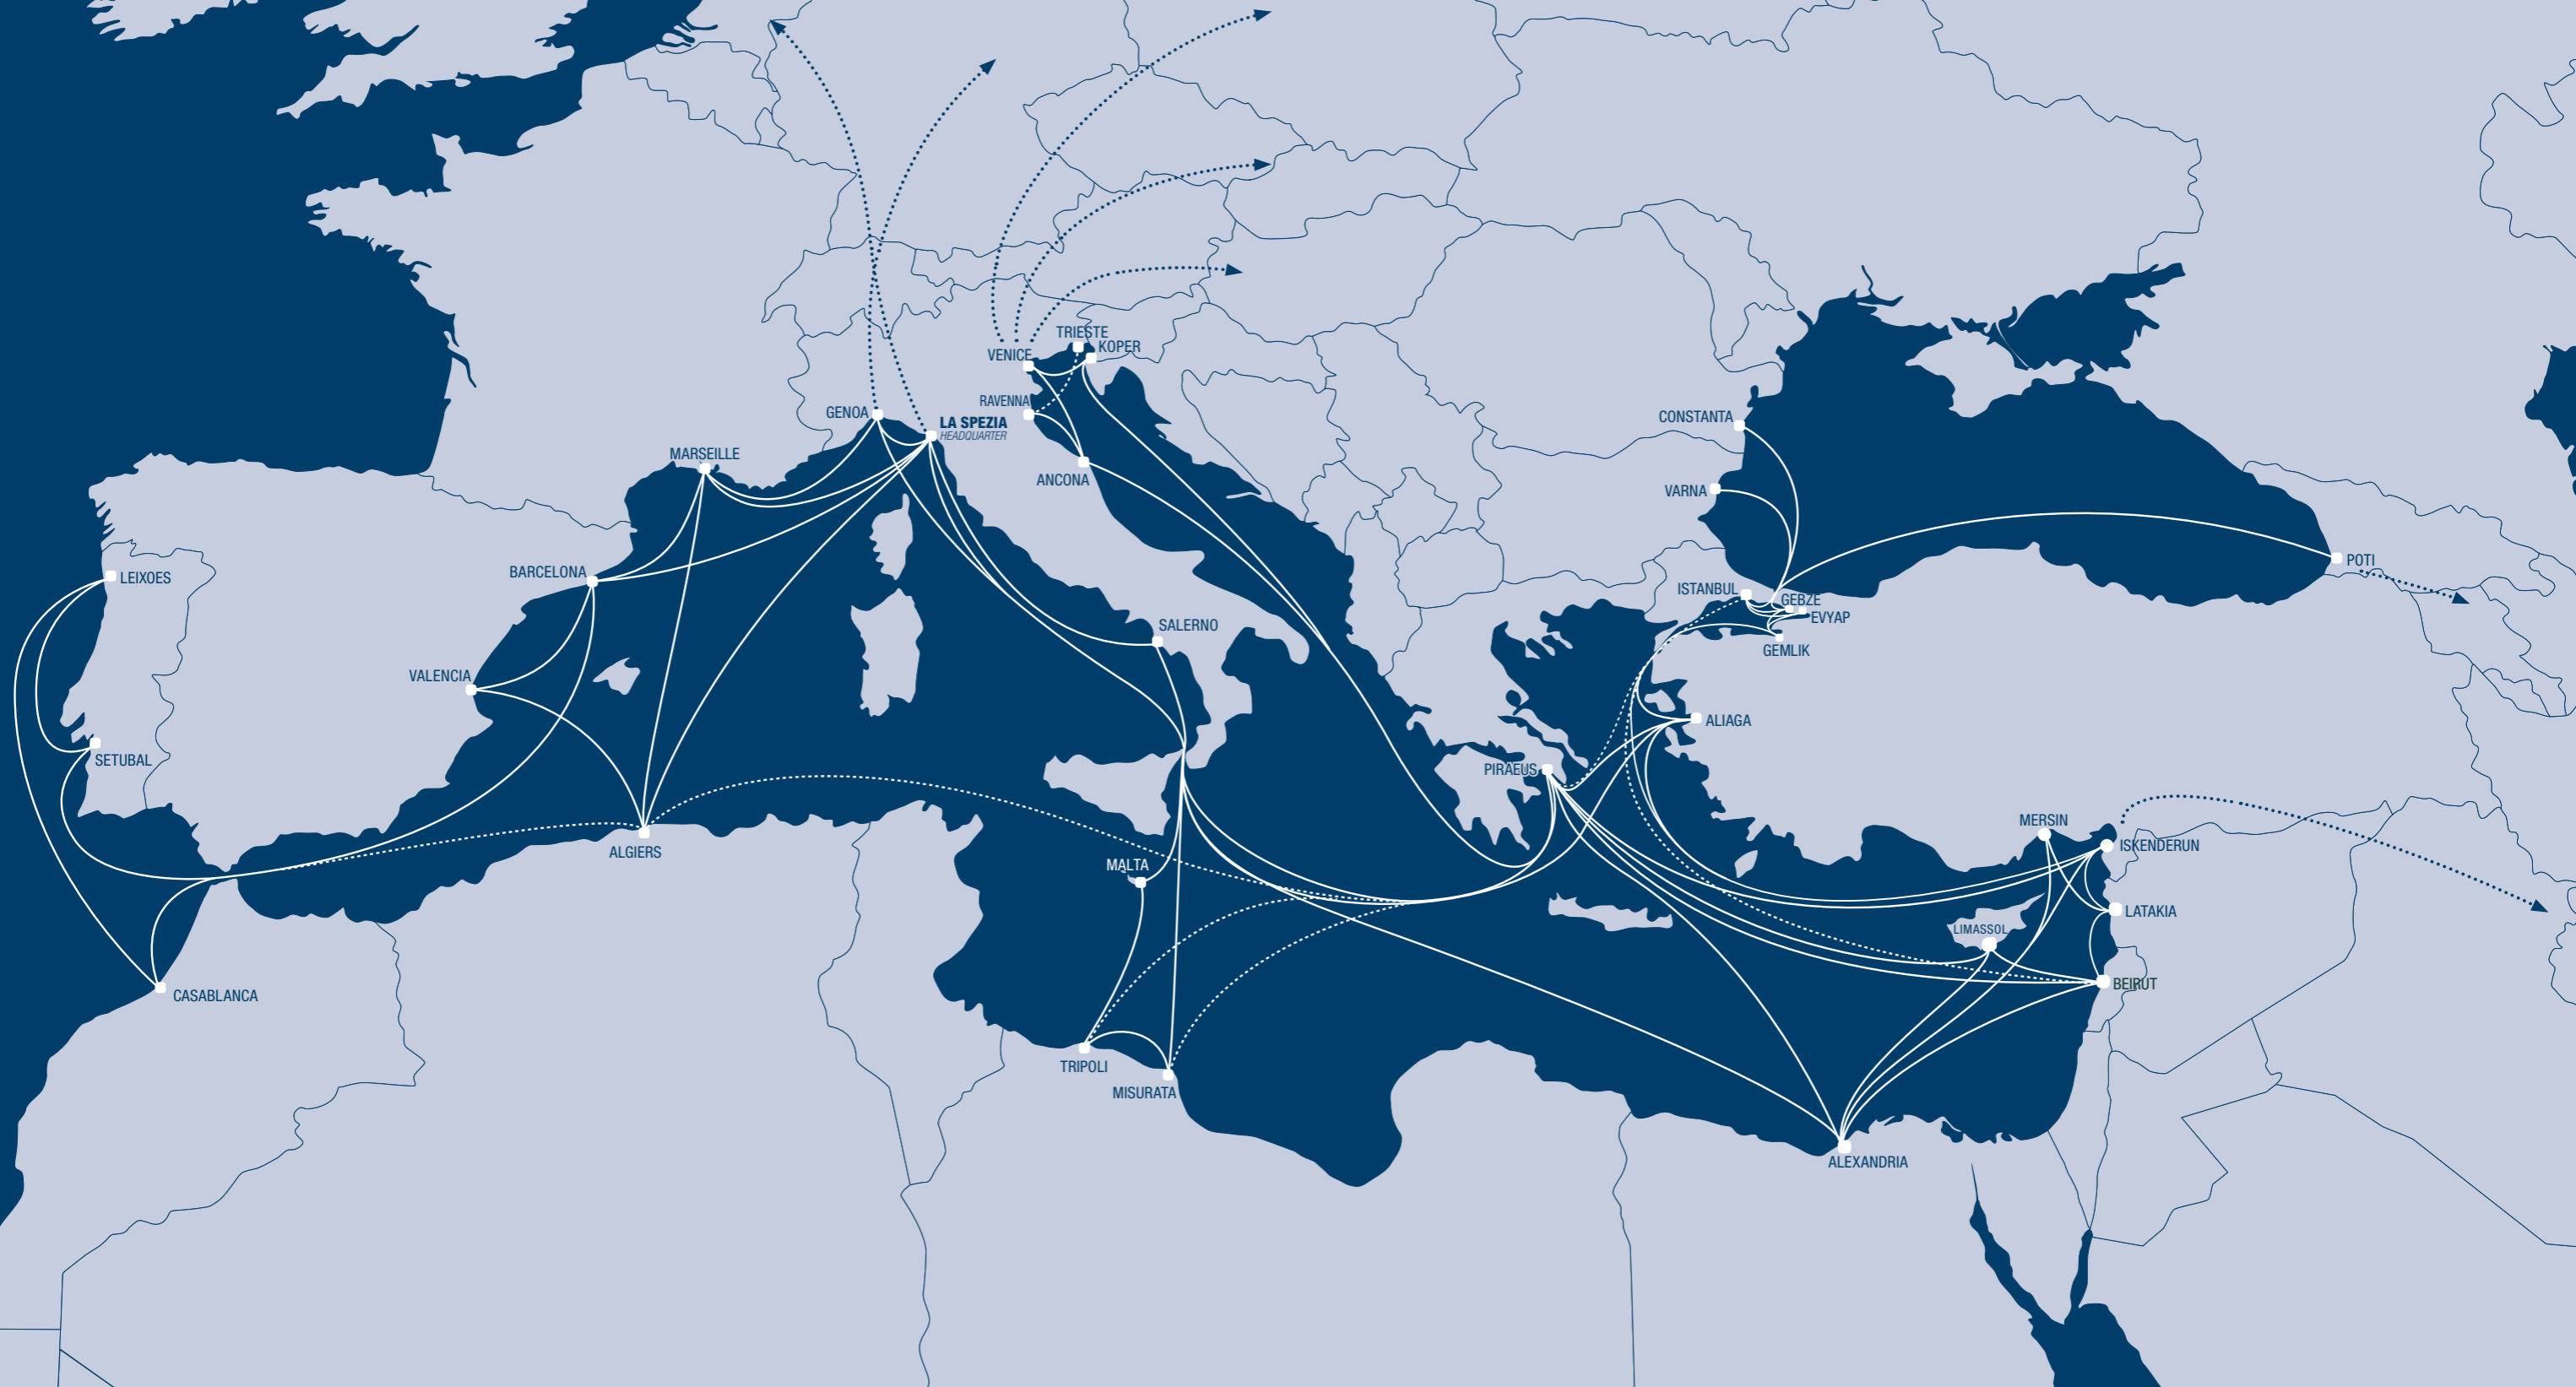 TRIESTE
KOPER
VENICE
RAVENNA
GENOA
LA SPEZIA
HEADQUARTER
CONSTANTA
MARSEILLE
ANCONA
VARNA
POTI
LEIXOES
BARCELONA
ISTANBUL
GEBZE
EVYAP
SALERNO
GEMLIK
VALENCIA
ALIAGA
SETUBAL
PIRAEUS
MERSIN
ISKENDERUN
ALGIERS
MALTA
LATAKIA
LIMASSOL
BEIRUT
CASABLANCA
TRIPOLI
MISURATA
ALEXANDRIA